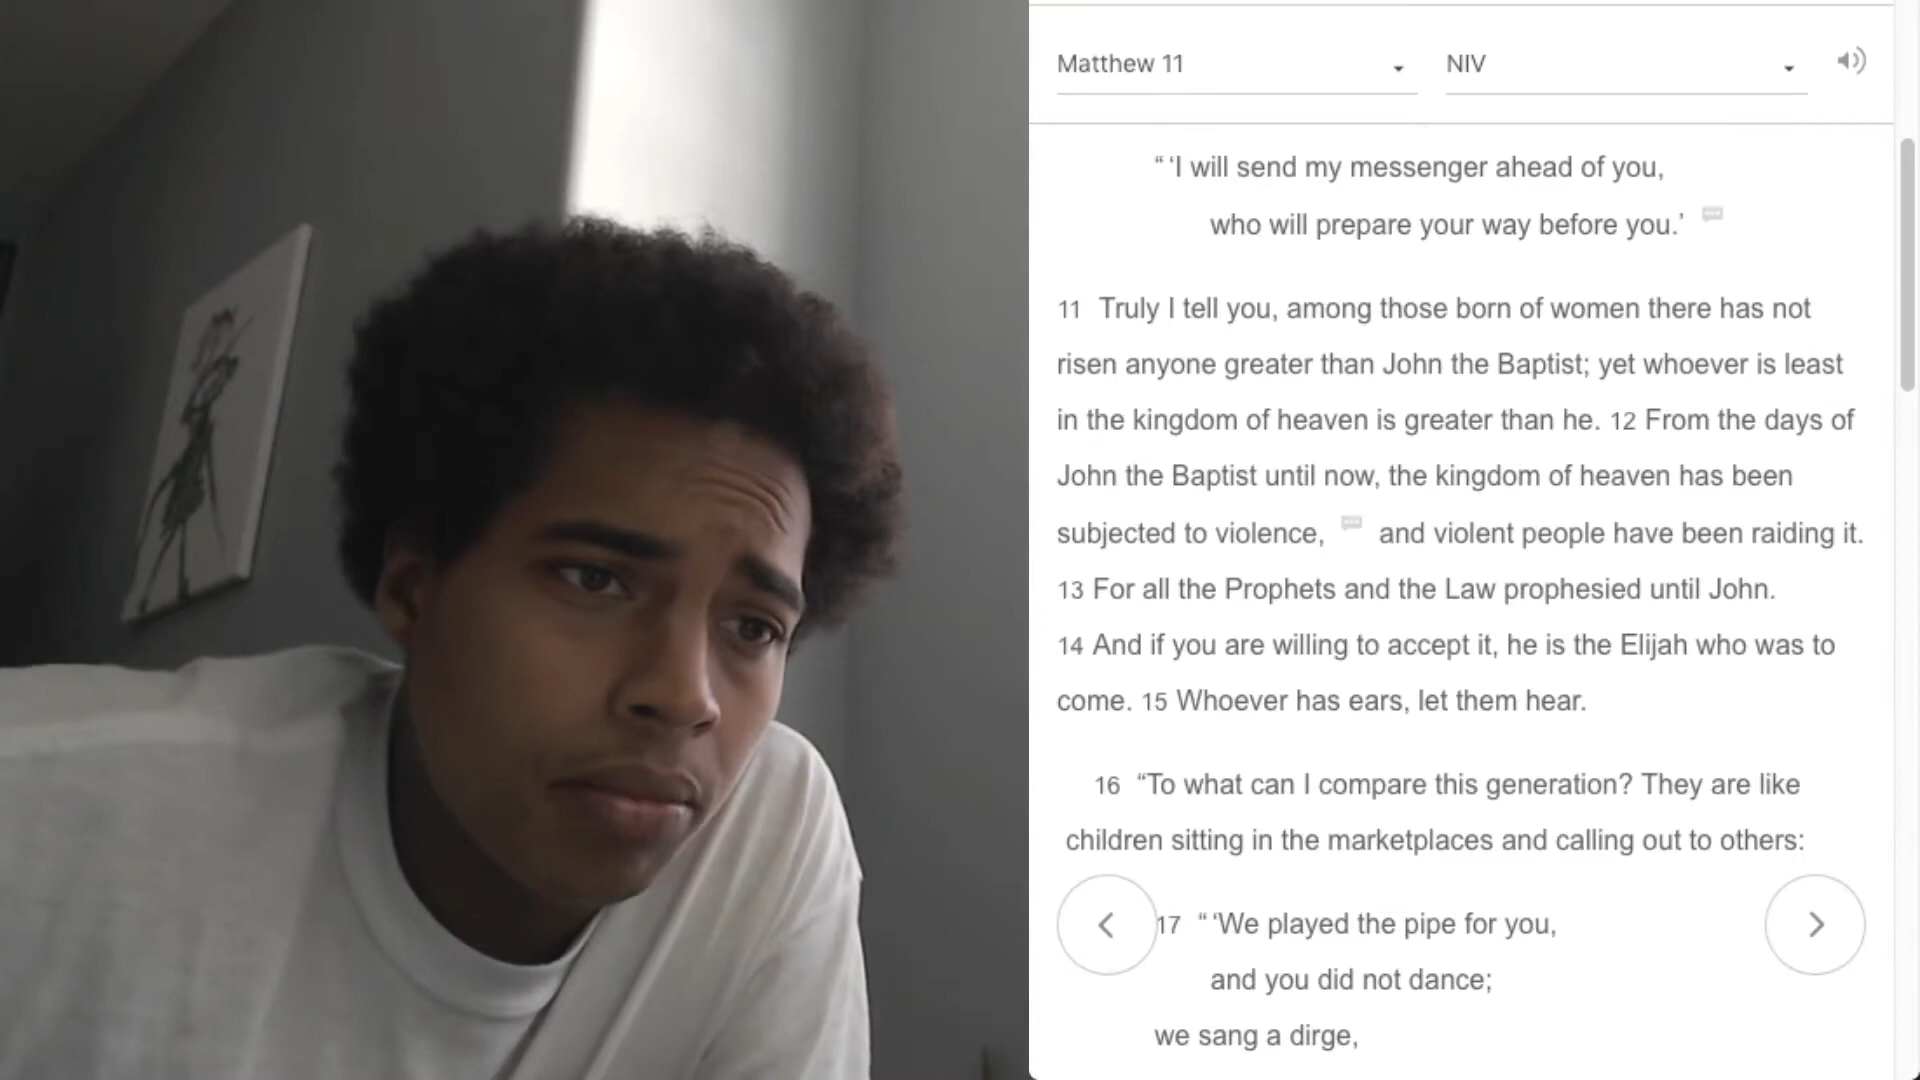 Matthew 11 NIV
“ ‘I will send my messenger ahead of you,
who will prepare your way before you.’
11 Truly I tell you, among those born of women there has not
risen anyone greater than John the Baptist; yet whoever is least
in the kingdom of heaven is greater than he. 12 From the days of
John the Baptist until now, the kingdom of heaven has been
subjected to violence, and violent people have been raiding it.
13 For all the Prophets and the Law prophesied until John.
14 And if you are willing to accept it, he is the Elijah who was to
come. 15 Whoever has ears, let them hear.
16 “To what can I compare this generation? They are like
children sitting in the marketplaces and calling out to others:
17 “ ‘We played the pipe for you,
and you did not dance;
we sang a dirge,